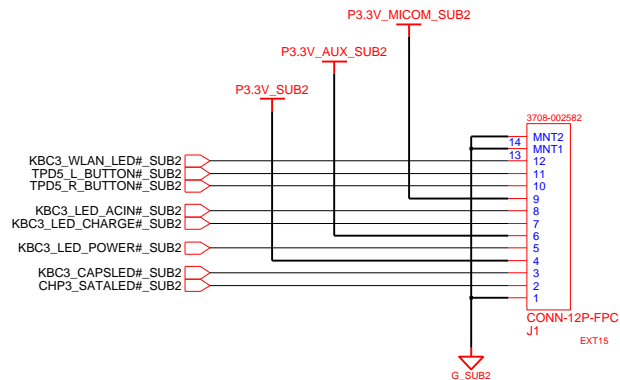 P3.3V_MICOM_SUB2
P3.3V_AUX_SUB2
P3.3V_SUB2
3708-002582
MNT2
14
MNT1
13
KBC3_WLAN_LED#_SUB2
12
TPD5_L_BUTTON#_SUB2
11
TPD5_R_BUTTON#_SUB2
10
9
KBC3_LED_ACIN#_SUB2
8
KBC3_LED_CHARGE#_SUB2
7
6
KBC3_LED_POWER#_SUB2
5
4
KBC3_CAPSLED#_SUB2
3
CHP3_SATALED#_SUB2
2
1
CONN-12P-FPC
J1
EXT15
G_SUB2